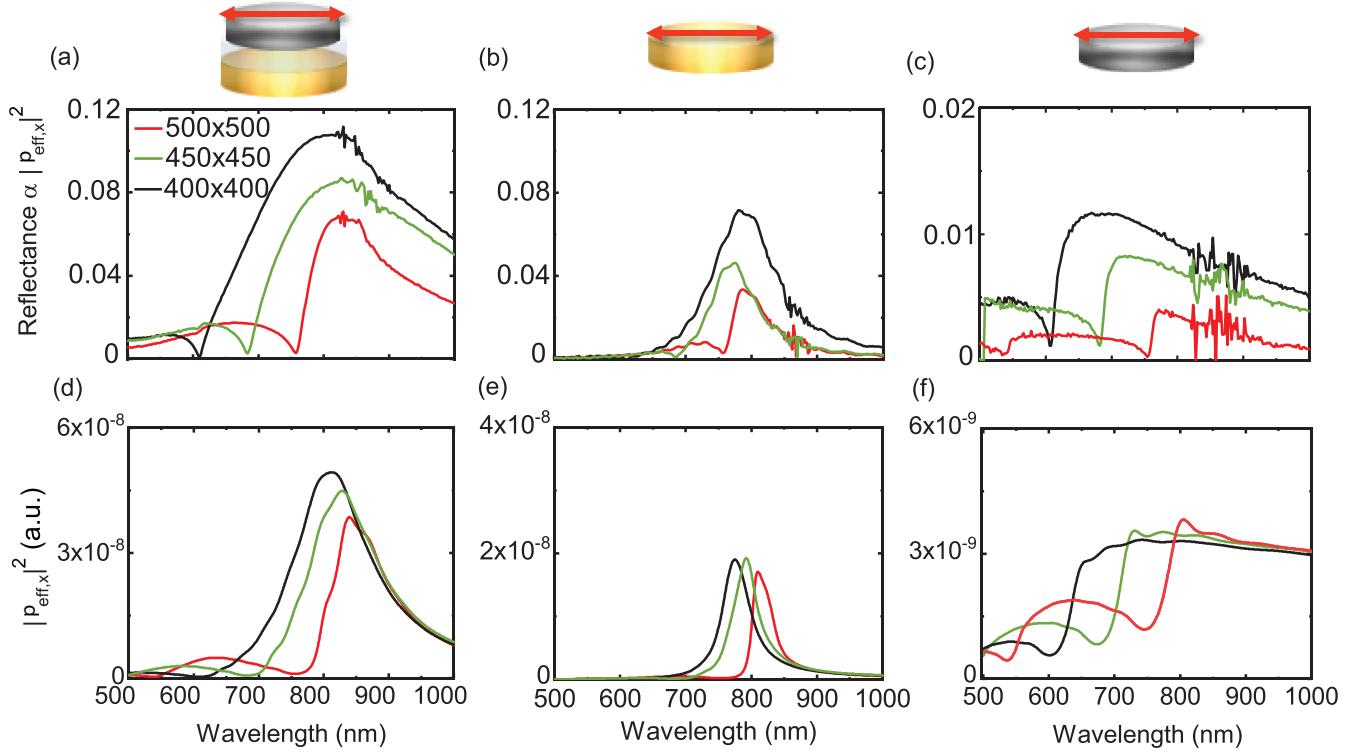 (a)
(b)
(c)
Reflectance α |p_eff,x|²
0.12
0.08
0.04
0
500x500
450x450
400x400
0.12
0.08
0.04
0
0.02
0.01
0
(d)
(e)
(f)
|p_eff,x|² (a.u.)
6x10⁻⁸
3x10⁻⁸
0
500 600 700 800 900 1000
Wavelength (nm)
4x10⁻⁸
2x10⁻⁸
0
500 600 700 800 900 1000
Wavelength (nm)
6x10⁻⁹
3x10⁻⁹
0
500 600 700 800 900 1000
Wavelength (nm)